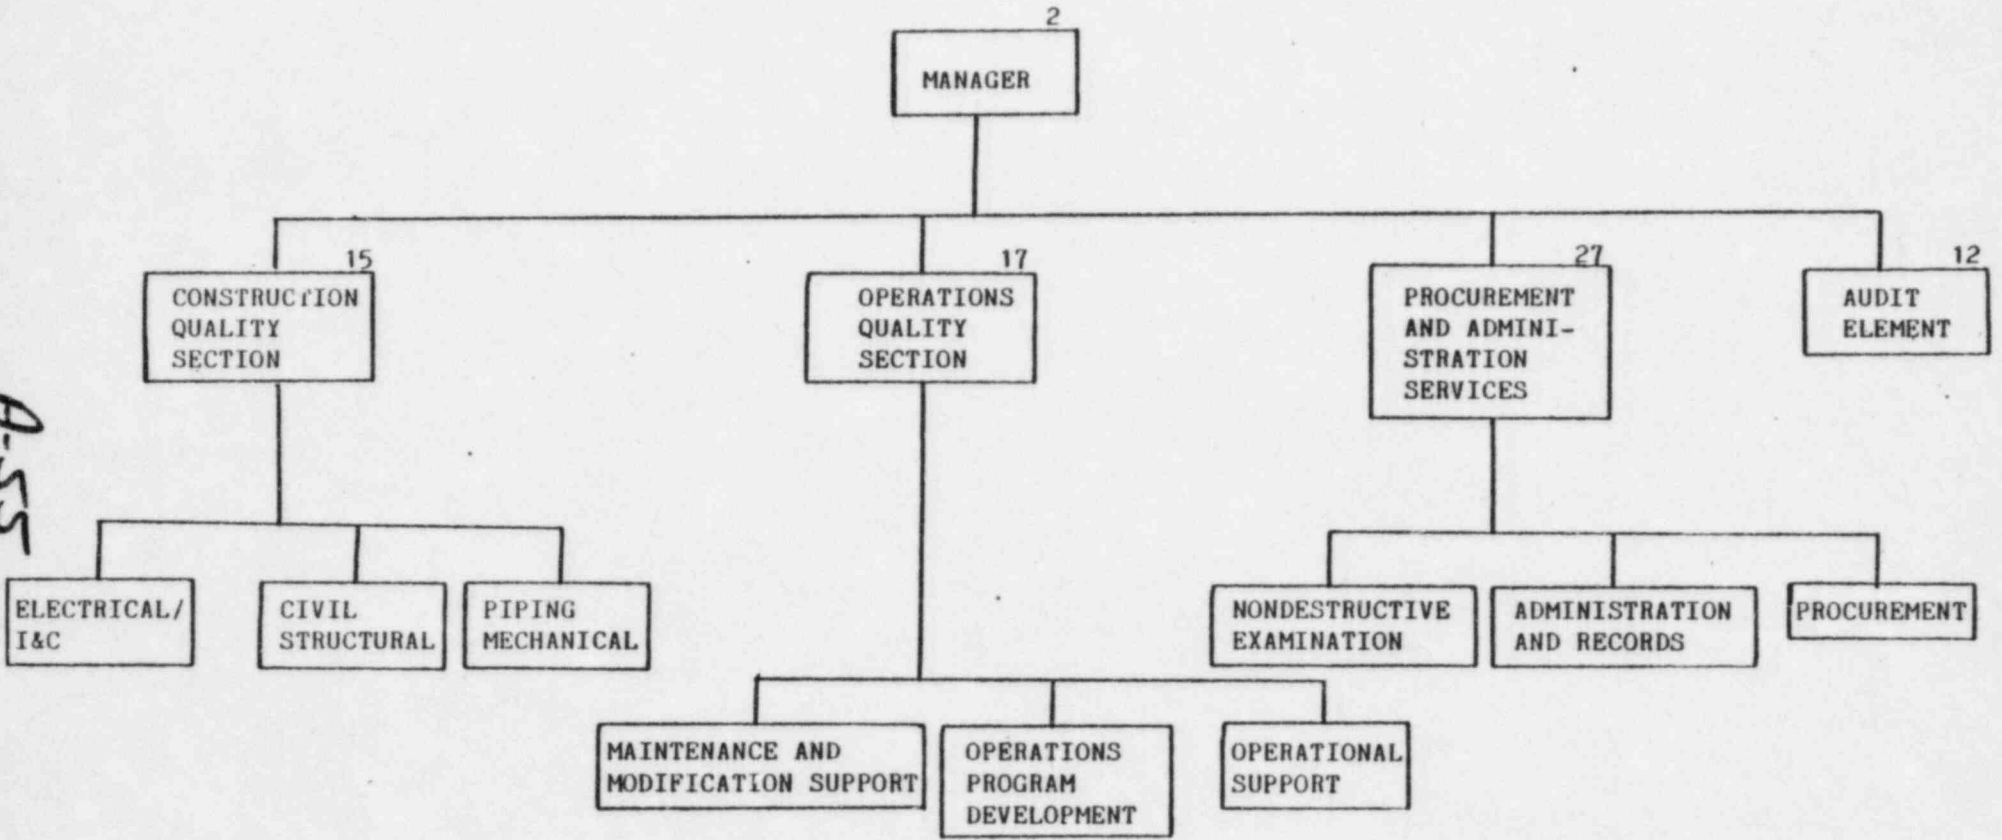 2
MANAGER
15
CONSTRUCTION
QUALITY
SECTION
17
OPERATIONS
QUALITY
SECTION
27
PROCUREMENT
AND ADMINI-
STRATION
SERVICES
12
AUDIT
ELEMENT
A-55
ELECTRICAL/
I&C
CIVIL
STRUCTURAL
PIPING
MECHANICAL
NONDESTRUCTIVE
EXAMINATION
ADMINISTRATION
AND RECORDS
PROCUREMENT
MAINTENANCE AND
MODIFICATION SUPPORT
OPERATIONS
PROGRAM
DEVELOPMENT
OPERATIONAL
SUPPORT